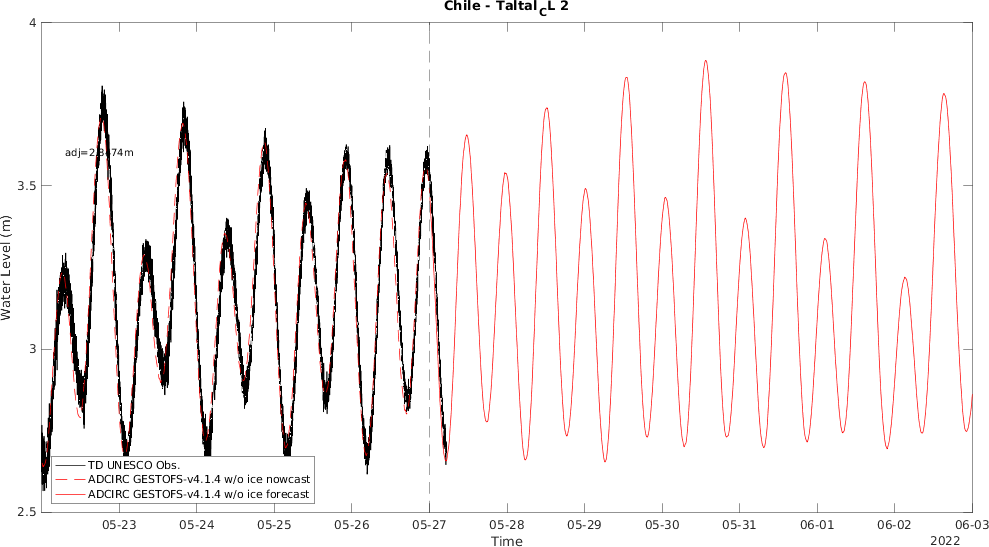 Chile - Taltal_CL 2
Water Level (m)
4
3.5
3
2.5
adj=2.8474m
TD UNESCO Obs.
ADCIRC GESTOFS-v4.1.4 w/o ice nowcast
ADCIRC GESTOFS-v4.1.4 w/o ice forecast
05-23 05-24 05-25 05-26 05-27 05-28 05-29 05-30 05-31 06-01 06-02 06-03
Time
2022